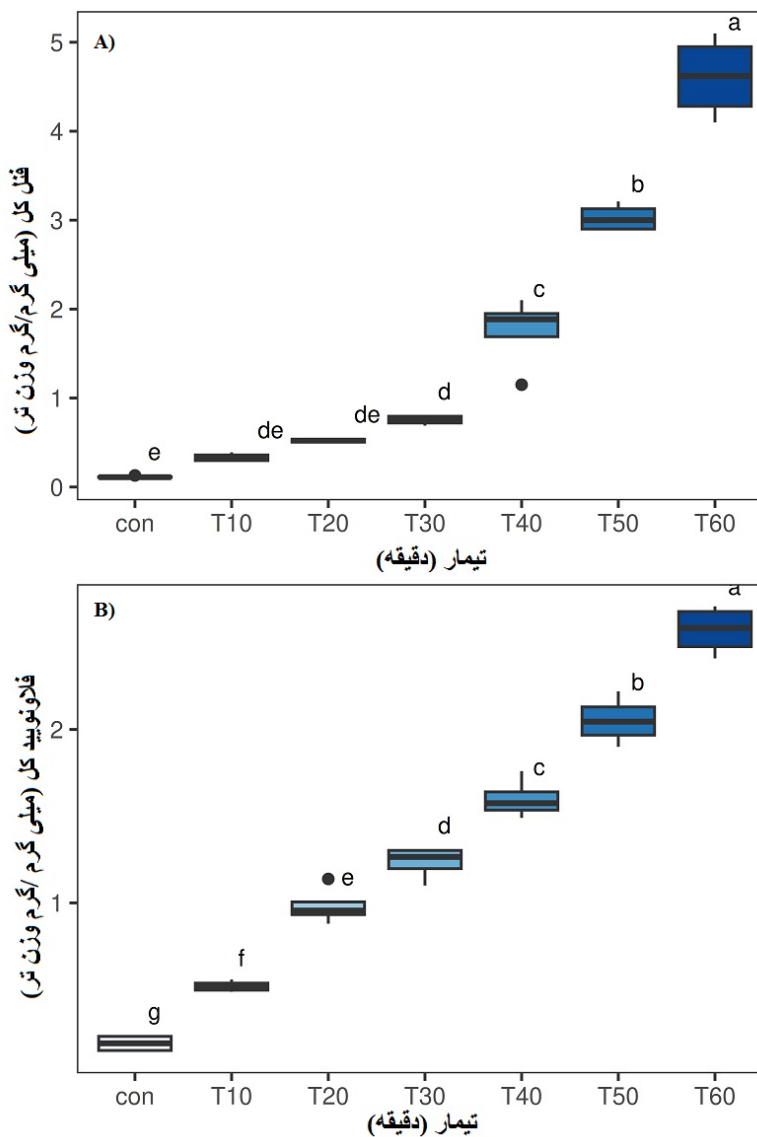 A)
فنل کل (میلی گرم/گرم وزن تر)
5
4
3
2
1
0
e
de
de
d
c
b
a
con T10 T20 T30 T40 T50 T60
تیمار (دقیقه)
B)
فلاونویید کل (میلی گرم /گرم وزن تر)
2
1
g
f
e
d
c
b
a
con T10 T20 T30 T40 T50 T60
تیمار (دقیقه)